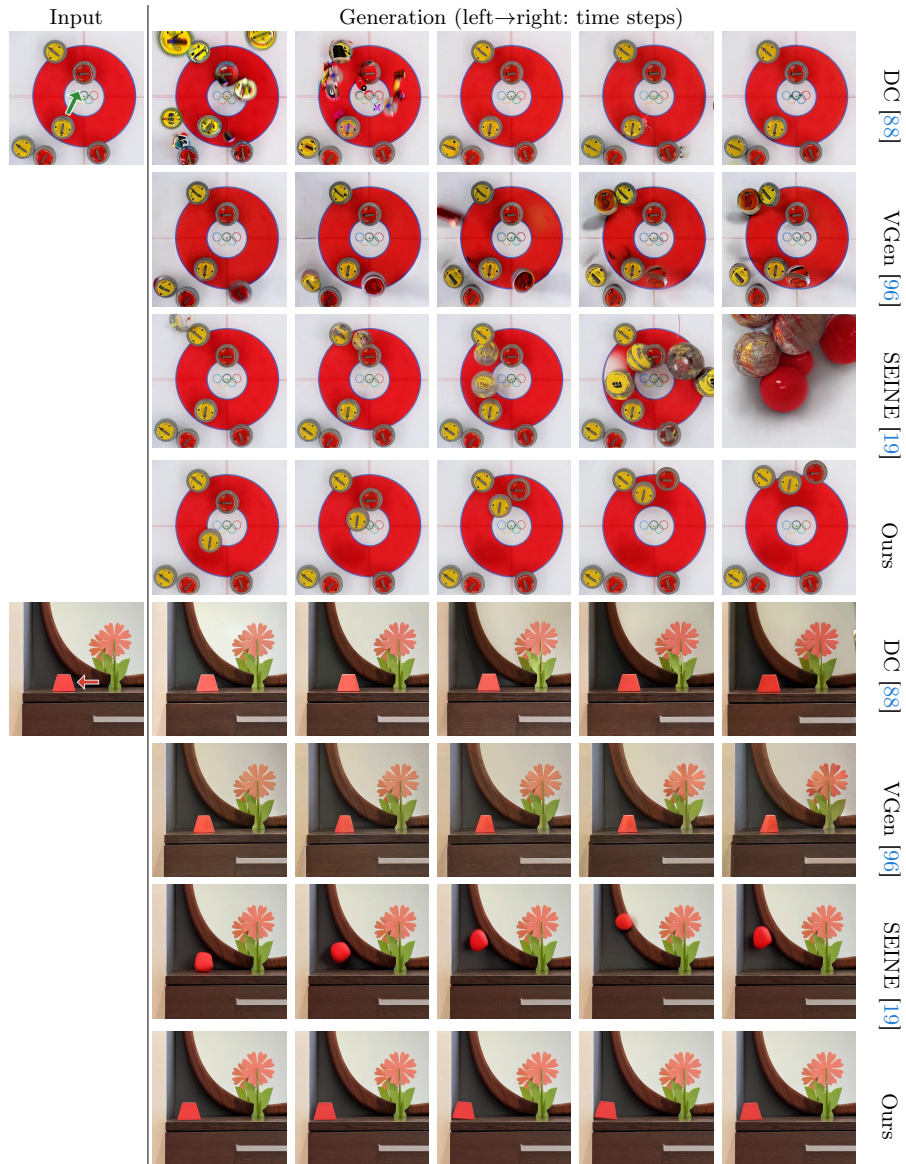 Input
Generation (left→right: time steps)
DC [88]
VGen [96]
SEINE [19]
Ours
DC [88]
VGen [96]
SEINE [19]
Ours